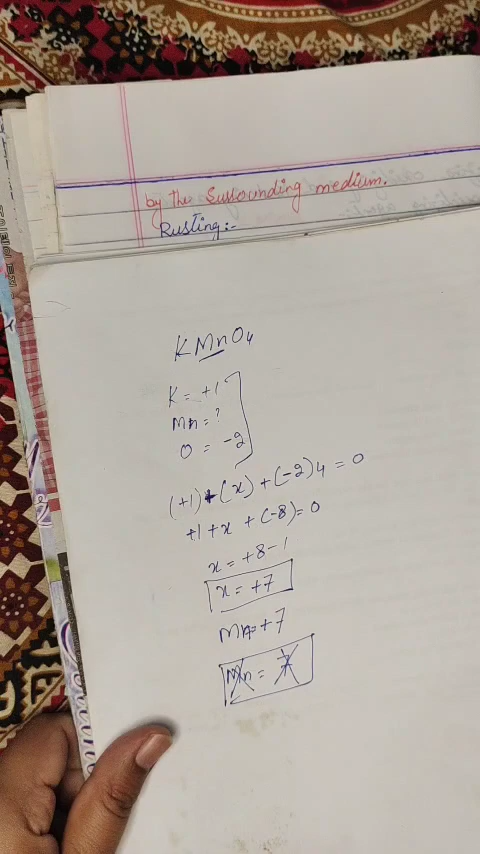 by the surrounding medium.
Rusting:-
KMnO4
K = +1
Mn = ?
O = -2
(+1) + (x) + (-2)4 = 0
+1 + x + (-8) = 0
x = +8-1
x = +7
Mn = +7
Mn = 7